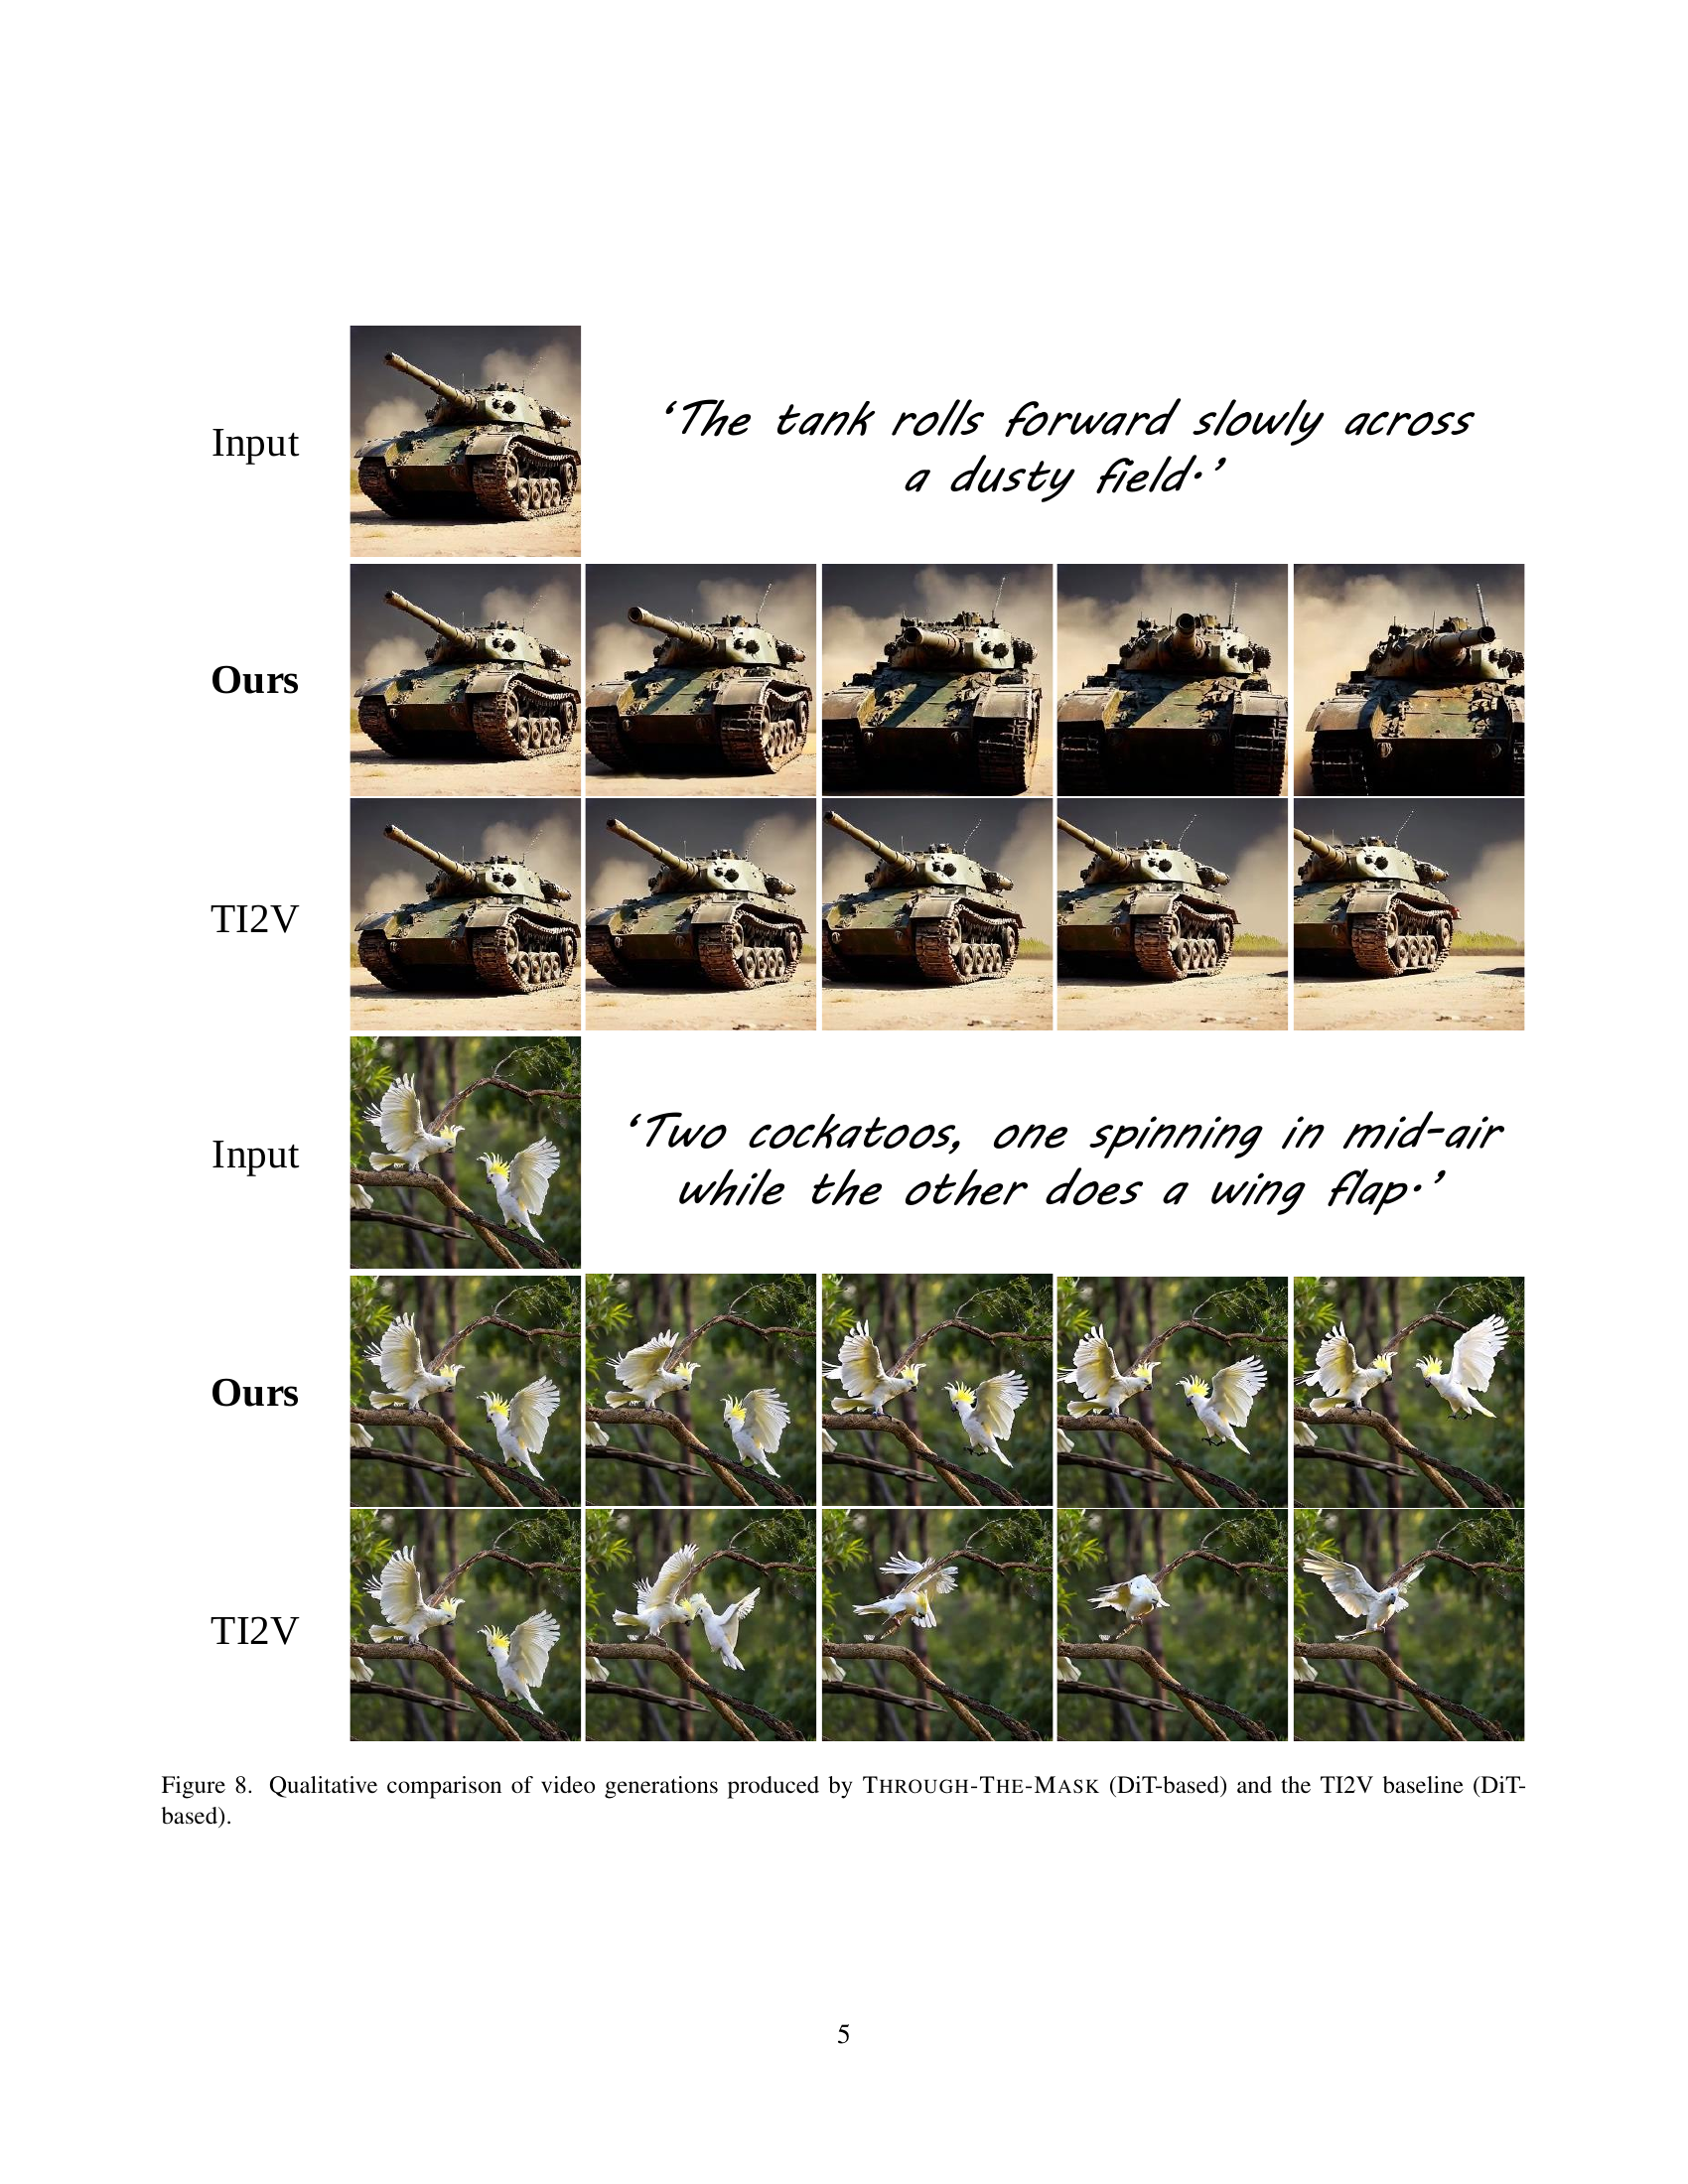 Input
‘The tank rolls forward slowly across
a dusty field.’
Ours
TI2V
Input
‘Two cockatoos, one spinning in mid-air
while the other does a wing flap.’
Ours
TI2V
Figure 8. Qualitative comparison of video generations produced by THROUGH-THE-MASK (DiT-based) and the TI2V baseline (DiT-
based).
5